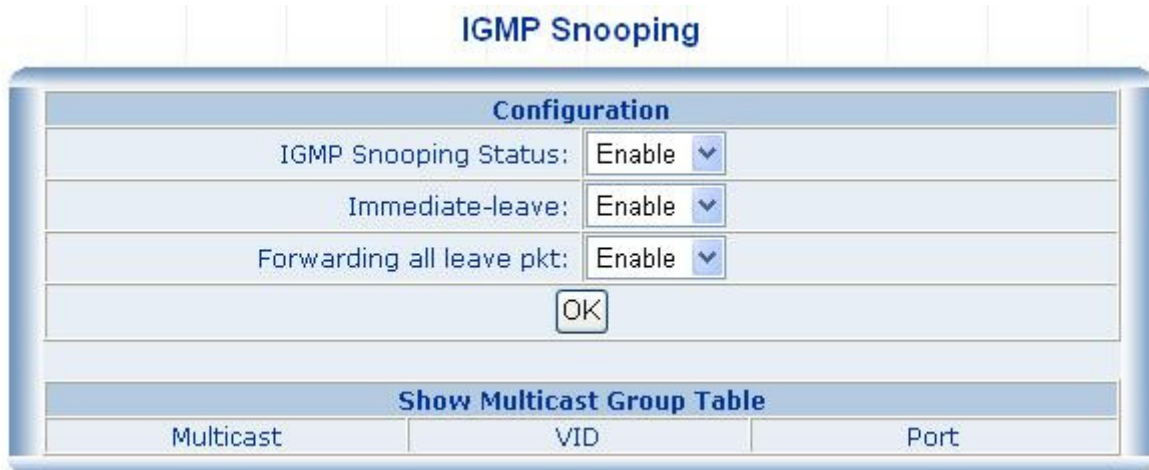 IGMP Snooping
Configuration
IGMP Snooping Status: Enable
Immediate-leave: Enable
Forwarding all leave pkt: Enable
OK
Show Multicast Group Table
Multicast VID Port